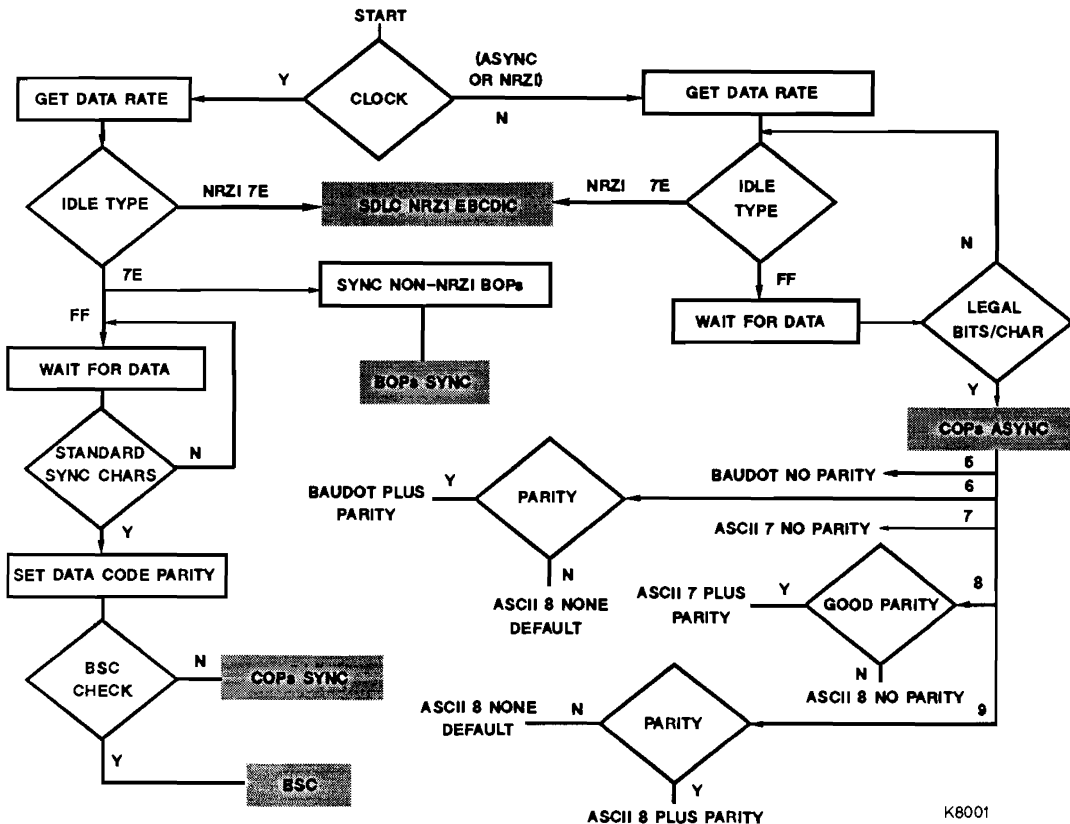 START
(ASYNC
OR NRZI)
Y
CLOCK
N
GET DATA RATE
GET DATA RATE
IDLE TYPE
NRZI 7E
SDLC NRZI EBCDIC
NRZI 7E
IDLE
TYPE
N
7E
SYNC NON-NRZI BOPs
FF
FF
WAIT FOR DATA
LEGAL
BITS/CHAR
WAIT FOR DATA
BOPs SYNC
Y
COPs ASYNC
STANDARD
SYNC CHARS
N
Y
5
BAUDOT NO PARITY
6
BAUDOT PLUS
PARITY
Y
PARITY
N
ASCII 8 NONE
DEFAULT
7
ASCII 7 NO PARITY
SET DATA CODE PARITY
8
ASCII 7 PLUS
PARITY
Y
GOOD PARITY
N
ASCII 8 NO PARITY
BSC
CHECK
N
COPs SYNC
Y
BSC
9
ASCII 8 NONE
DEFAULT
N
PARITY
Y
ASCII 8 PLUS PARITY
K8001